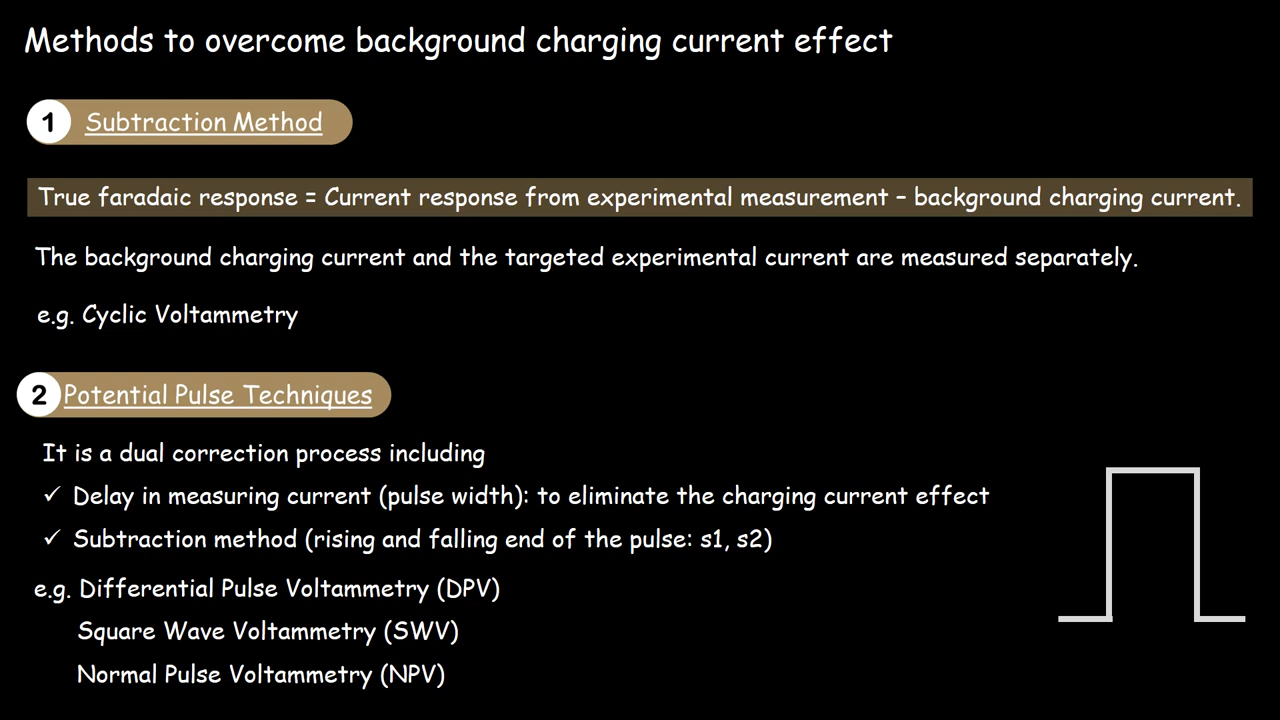 Methods to overcome background charging current effect
1 Subtraction Method
True faradaic response = Current response from experimental measurement – background charging current.
The background charging current and the targeted experimental current are measured separately.
e.g. Cyclic Voltammetry
2 Potential Pulse Techniques
It is a dual correction process including
✓ Delay in measuring current (pulse width): to eliminate the charging current effect
✓ Subtraction method (rising and falling end of the pulse: s1, s2)
e.g. Differential Pulse Voltammetry (DPV)
Square Wave Voltammetry (SWV)
Normal Pulse Voltammetry (NPV)